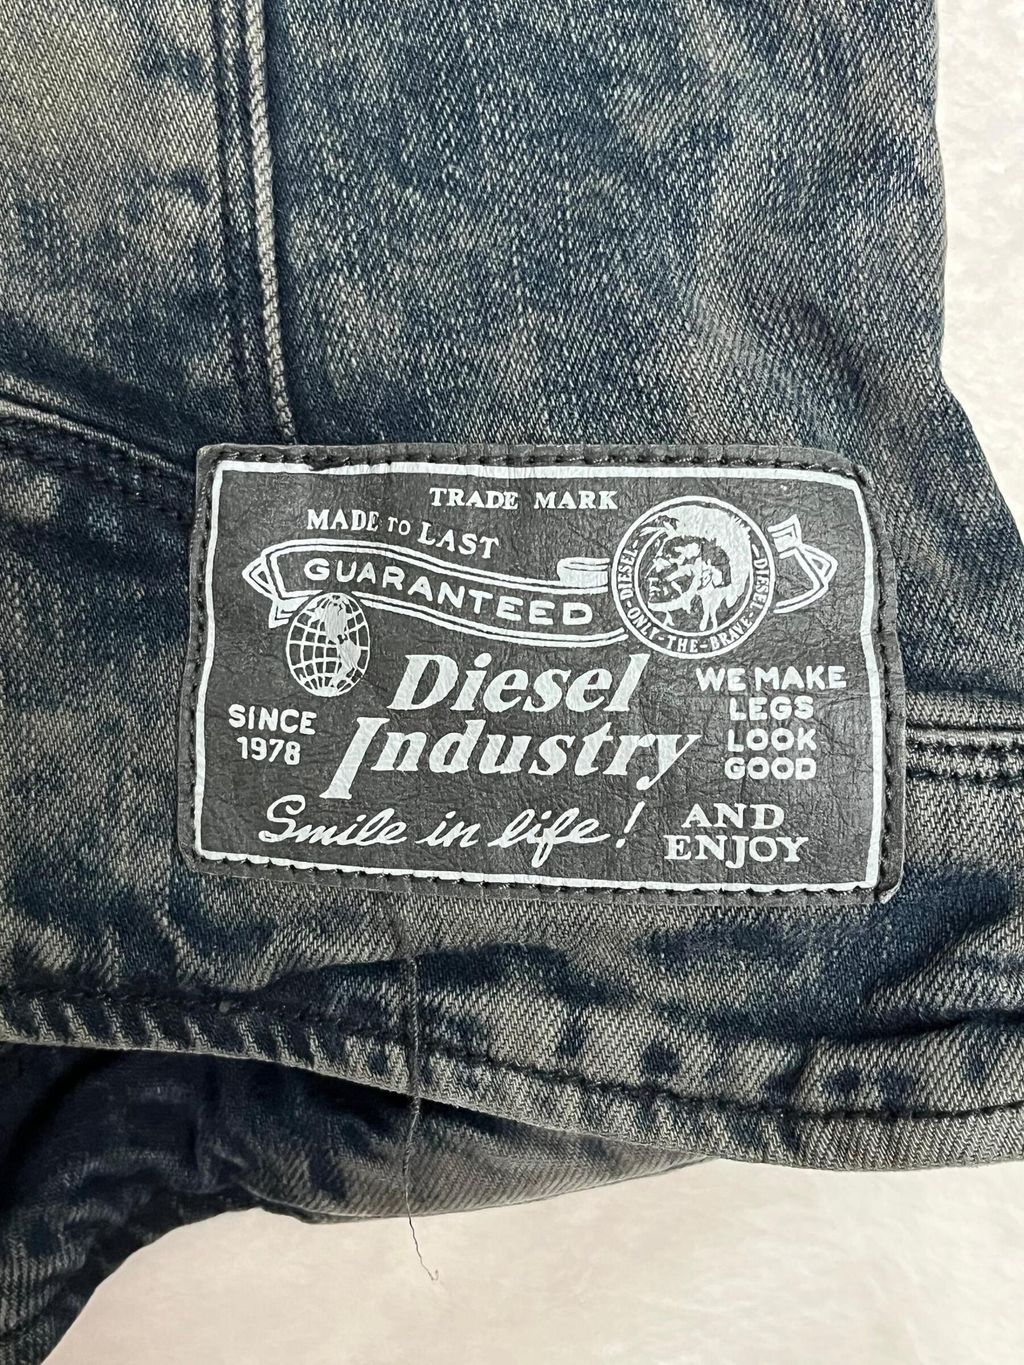 TRADE MARK
MADE TO LAST
GUARANTEED
DIESEL · ONLY · THE · BRAVE · DIESEL
Diesel
Industry
SINCE
1978
WE MAKE
LEGS
LOOK
GOOD
Smile in life!
AND
ENJOY